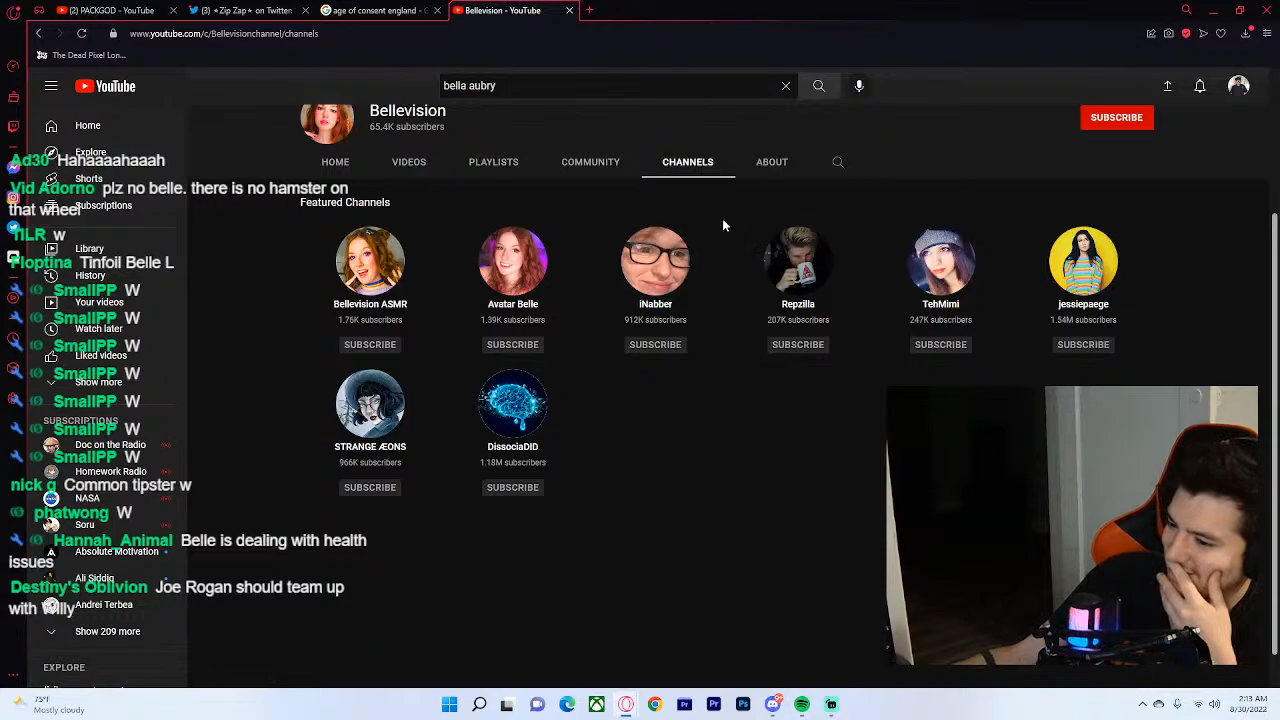 (3) PACKGOD - YouTube
(3) ★Zip Zap★ on Twitter:
age of consent england -
Bellevision - YouTube
www.youtube.com/c/Bellevisionchannel/channels
The Dead Pixel Lon...
YouTube
bella aubry
Bellevision
65.4K subscribers
SUBSCRIBE
HOME VIDEOS PLAYLISTS COMMUNITY CHANNELS ABOUT
Featured Channels
Bellevision ASMR Avatar Belle iNabber Repzilla TehMimi jessiepaege
1.76K subscribers 1.39K subscribers 912K subscribers 207K subscribers 247K subscribers 1.54M subscribers
SUBSCRIBE SUBSCRIBE SUBSCRIBE SUBSCRIBE SUBSCRIBE SUBSCRIBE
STRANGE ÆONS DissociaDID
966K subscribers 1.18M subscribers
SUBSCRIBE SUBSCRIBE
Home
Explore
Shorts
Subscriptions
Library
History
Your videos
Watch later
Liked videos
Show more
SUBSCRIPTIONS
Doc on the Radio
Homework Radio
NASA
Soru
Absolute Motivation
Ali Siddiq
Andrei Terbea
Show 209 more
EXPLORE
Ad30 Hahaaaahaaah
Vid Adorno plz no belle. there is no hamster on
that wheel
TILR w
Floptina Tinfoil Belle L
SmallPP W
SmallPP W
SmallPP W
SmallPP W
SmallPP W
SmallPP W
SmallPP W
nick g Common tipster w
phatwong W
Hannah_Animal Belle is dealing with health
issues
Destiny's Oblivion Joe Rogan should team up
with Willy
75°F
Mostly cloudy
2:13 AM
8/30/2022